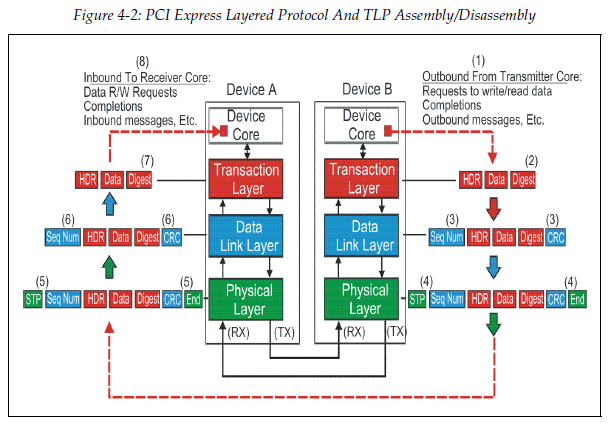 Figure 4-2: PCI Express Layered Protocol And TLP Assembly/Disassembly
(8)
Inbound To Receiver Core:
Data R/W Requests
Completions
Inbound messages, Etc.
Device A
Device B
(1)
Outbound From Transmitter Core:
Requests to write/read data
Completions
Outbound messages, Etc.
Device
Core
Device
Core
(7)
HDR Data Digest
Transaction
Layer
Transaction
Layer
(2)
HDR Data Digest
(6) (6)
Seq Num HDR Data Digest CRC
Data
Link Layer
Data
Link Layer
(3) (3)
Seq Num HDR Data Digest CRC
(5) (5)
STP Seq Num HDR Data Digest CRC End
Physical
Layer
Physical
Layer
(4) (4)
STP Seq Num HDR Data Digest CRC End
(RX) (TX) (RX) (TX)